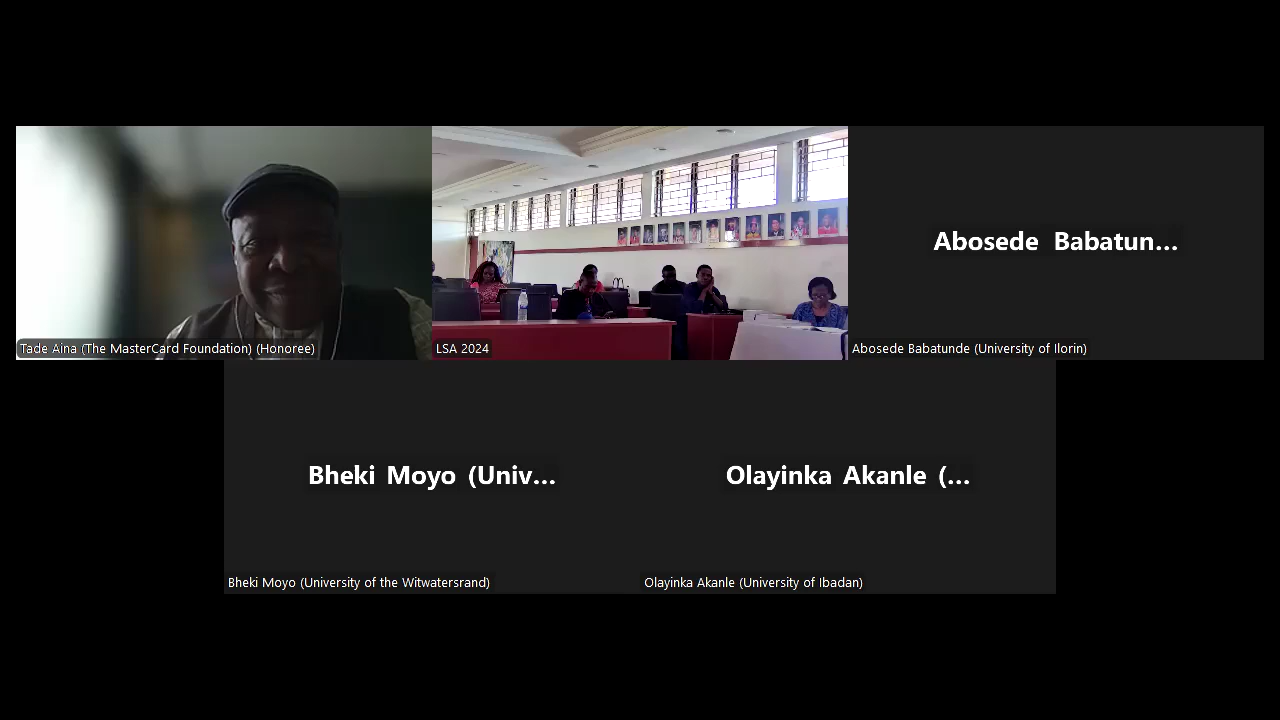 Tade Aina (The MasterCard Foundation) (Honoree)
LSA 2024
Abosede Babatun...
Abosede Babatunde (University of Ilorin)
Bheki Moyo (Univ...
Bheki Moyo (University of the Witwatersrand)
Olayinka Akanle (...
Olayinka Akanle (University of Ibadan)